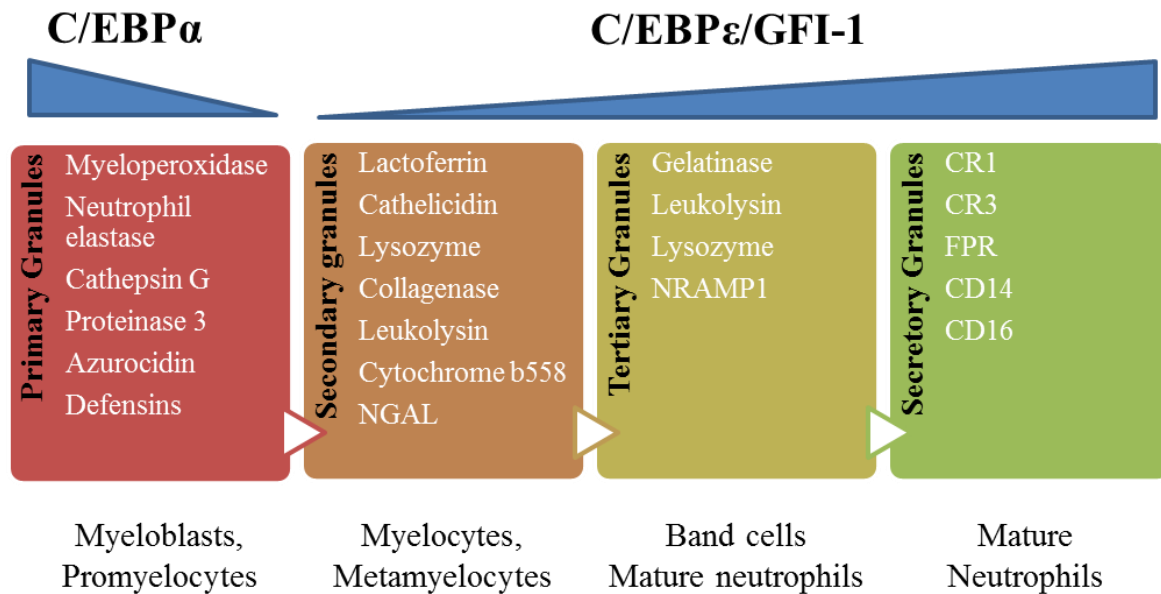 C/EBPα
C/EBPε/GFI-1
Primary Granules
Myeloperoxidase
Neutrophil
elastase
Cathepsin G
Proteinase 3
Azurocidin
Defensins
Secondary granules
Lactoferrin
Cathelicidin
Lysozyme
Collagenase
Leukolysin
Cytochrome b558
NGAL
Tertiary Granules
Gelatinase
Leukolysin
Lysozyme
NRAMP1
Secretory Granules
CR1
CR3
FPR
CD14
CD16
Myeloblasts,
Promyelocytes
Myelocytes,
Metamyelocytes
Band cells
Mature neutrophils
Mature
Neutrophils